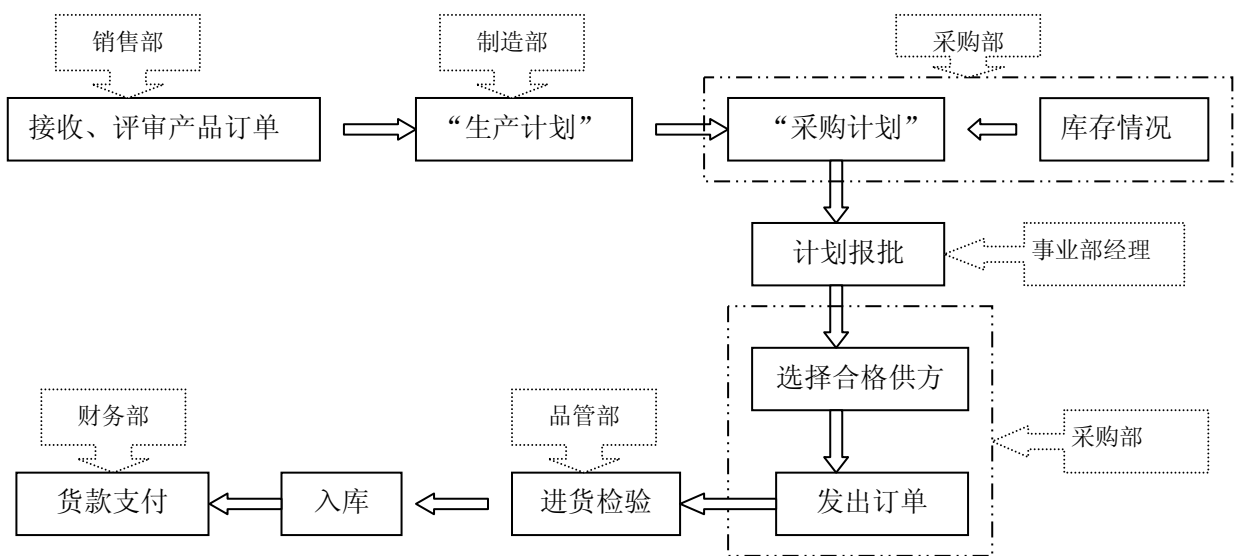 销售部
制造部
采购部
接收、评审产品订单
“生产计划”
“采购计划”
库存情况
计划报批
事业部经理
选择合格供方
财务部
品管部
采购部
货款支付
入库
进货检验
发出订单